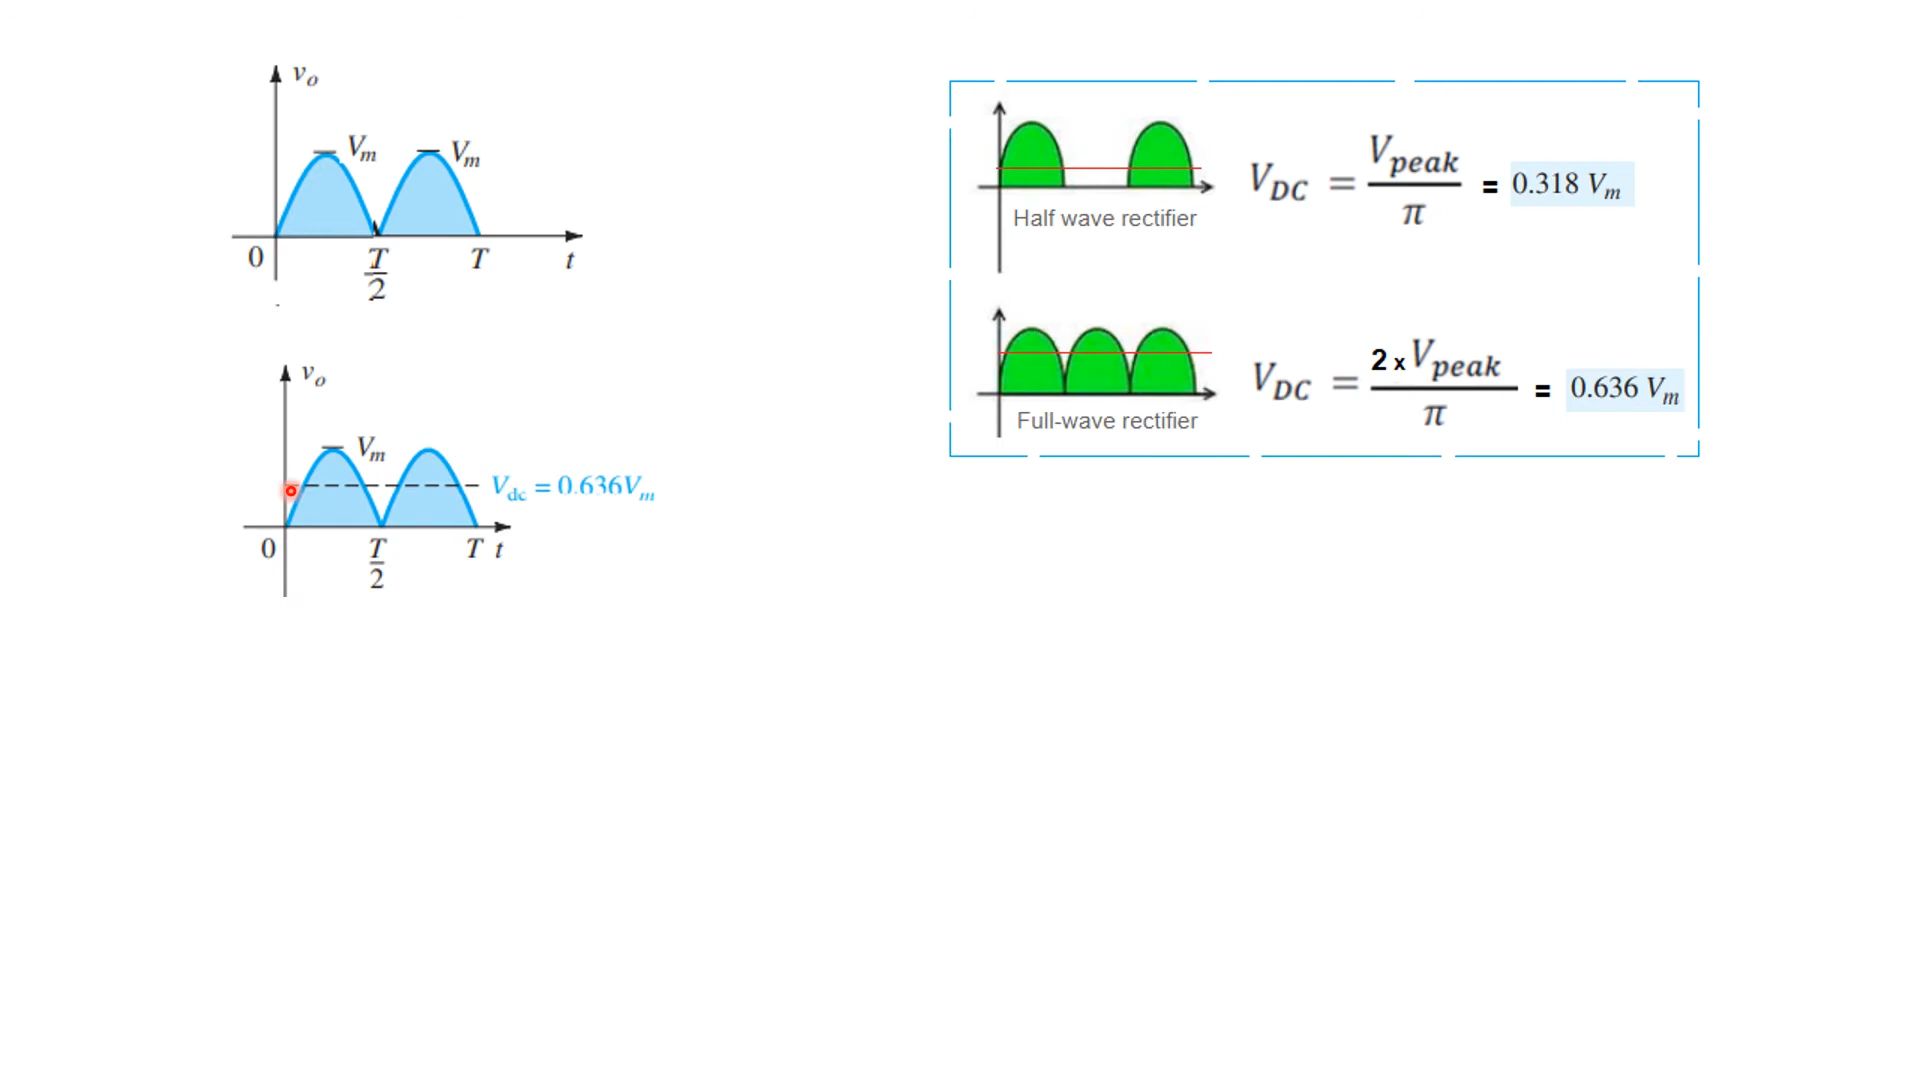 v_o
V_m V_m
0 T/2 T t
v_o
V_m
V_dc = 0.636V_m
0 T/2 T t
V_DC = V_peak/π = 0.318 V_m
Half wave rectifier
V_DC = 2 x V_peak/π = 0.636 V_m
Full-wave rectifier